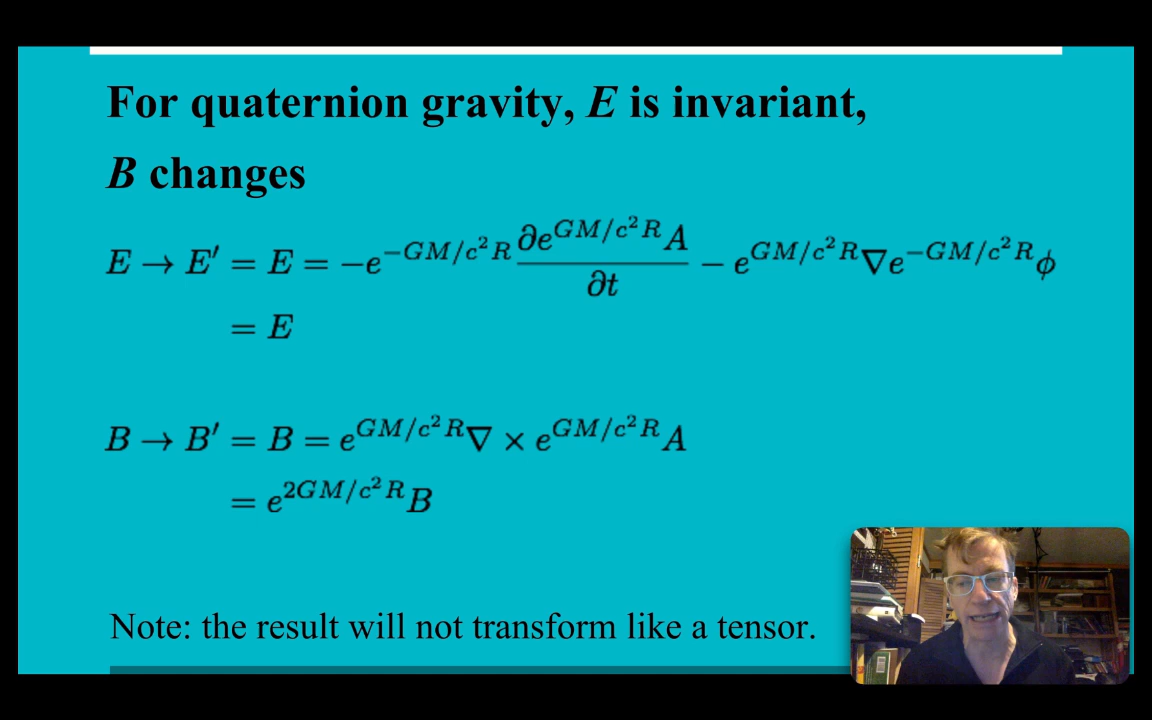 For quaternion gravity, E is invariant,
B changes
E → E′ = E = −e^{−GM/c²R} ∂e^{GM/c²R}A/∂t − e^{GM/c²R}∇e^{−GM/c²R}ϕ
= E
B → B′ = B = e^{GM/c²R}∇ × e^{GM/c²R}A
= e^{2GM/c²R}B
Note: the result will not transform like a tensor.